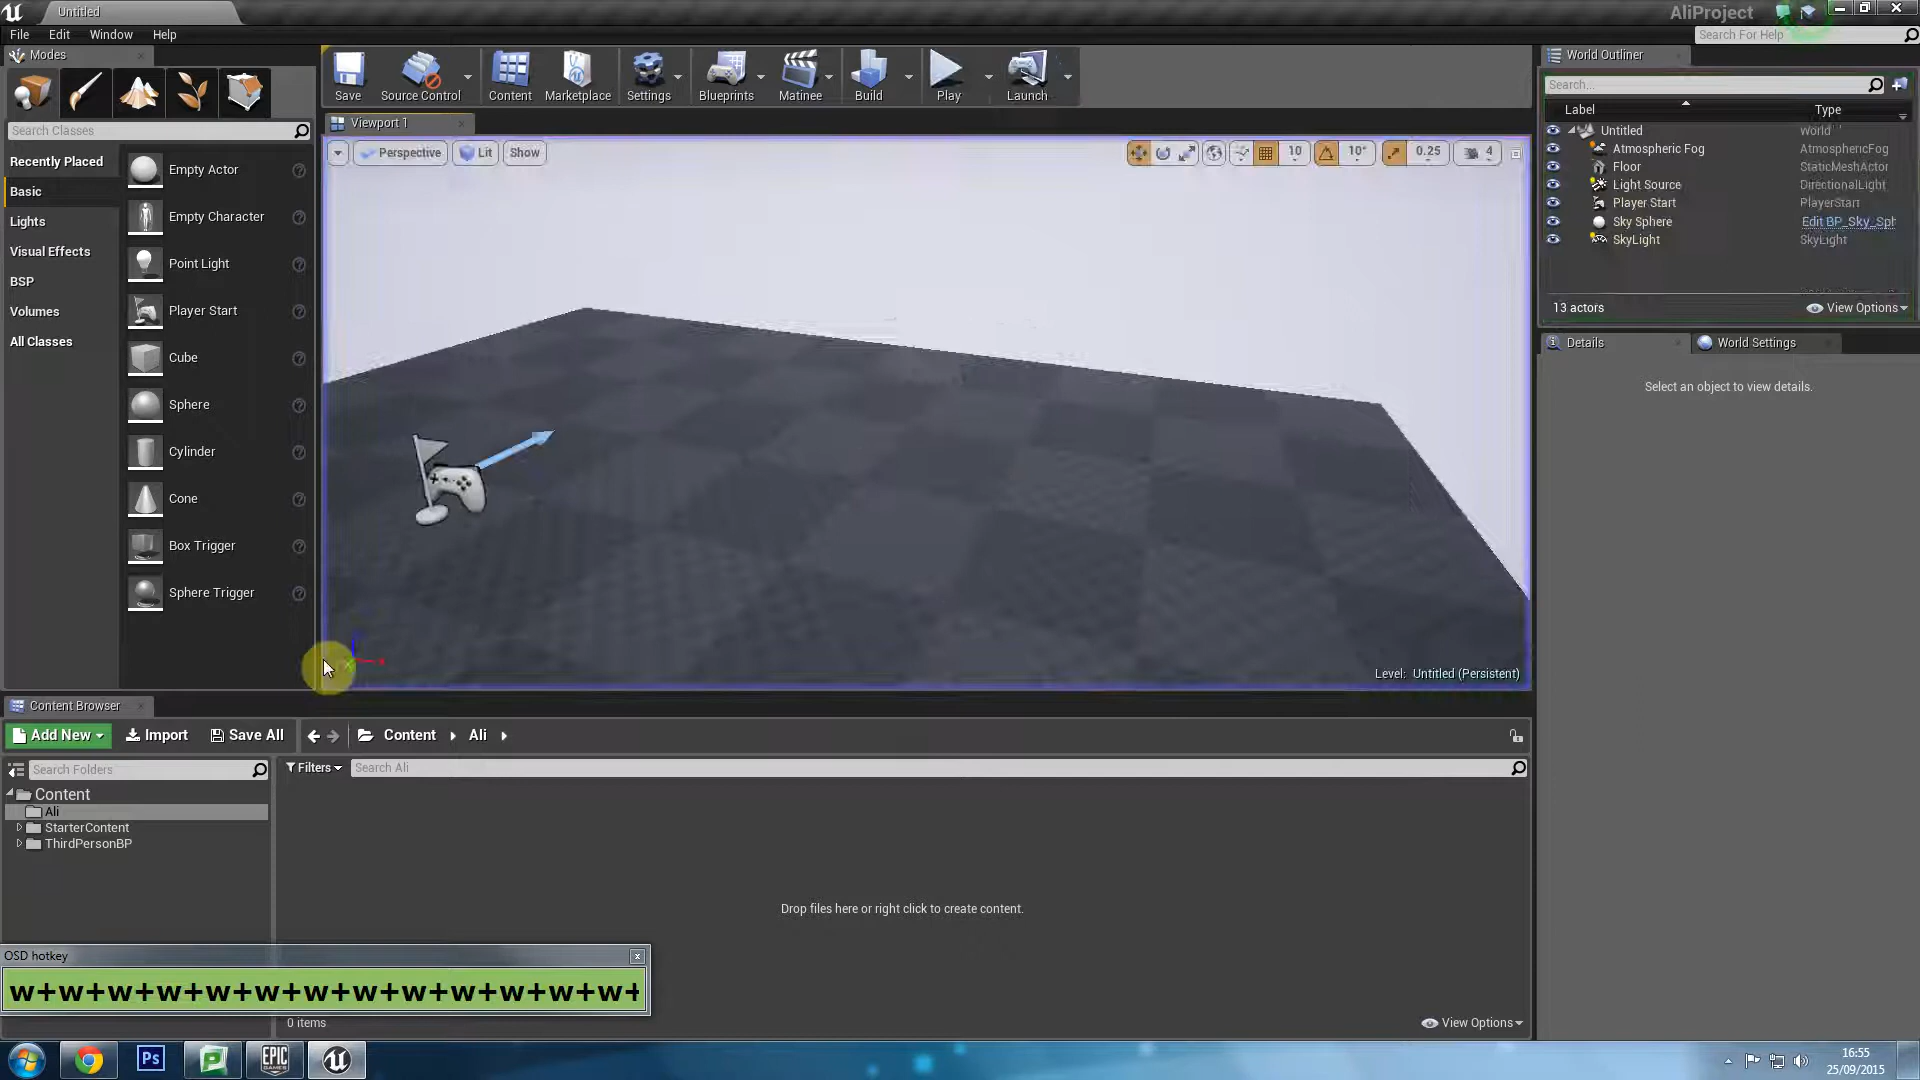 Untitled
AliProject
File Edit Window Help
Search For Help
Modes
Search Classes
Recently Placed
Basic
Lights
Visual Effects
BSP
Volumes
All Classes
Empty Actor
Empty Character
Point Light
Player Start
Cube
Sphere
Cylinder
Cone
Box Trigger
Sphere Trigger
Save
Source Control
Content
Marketplace
Settings
Blueprints
Matinee
Build
Play
Launch
Viewport 1
Perspective Lit Show
10 10° 0.25 4
Level: Untitled (Persistent)
World Outliner
Search...
Label Type
Untitled World
Atmospheric Fog AtmosphericFog
Floor StaticMeshActor
Light Source DirectionalLight
Player Start PlayerStart
Sky Sphere Edit BP_Sky_Sph
SkyLight SkyLight
13 actors View Options
Details World Settings
Select an object to view details.
Content Browser
Add New Import Save All Content Ali
Search Folders
Filters Search Ali
Content
Ali
StarterContent
ThirdPersonBP
Drop files here or right click to create content.
OSD hotkey
w+w+w+w+w+w+w+w+w+w+w+w+w+
0 items View Options
Ps
EPIC GAMES
16:55
25/09/2015